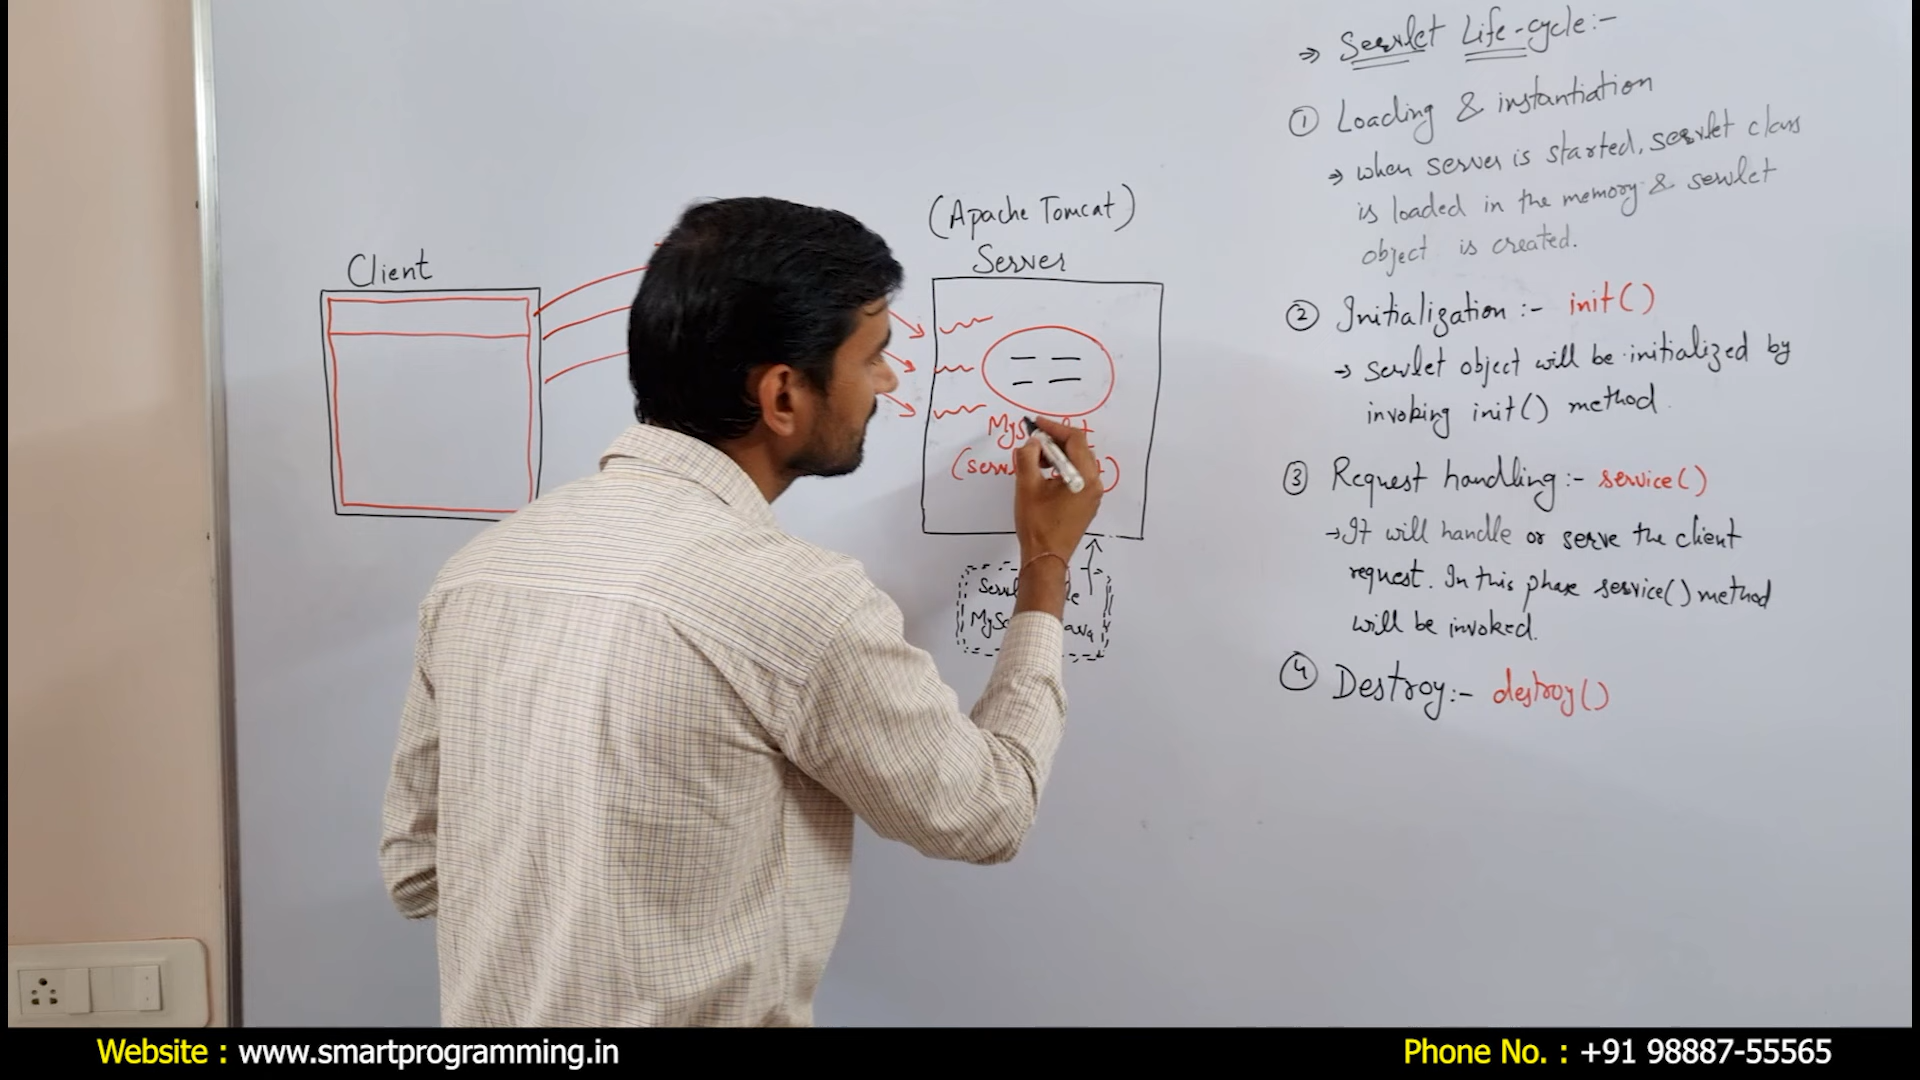 Client
(Apache Tomcat)
Server
⇒ Servlet Life-cycle:-
① Loading & instantiation
→ when server is started, servlet class
is loaded in the memory & servlet
object is created.
② Initialization :- init()
→ Servlet object will be initialized by
invoking init() method.
③ Request handling :- service()
→ It will handle or serve the client
request. In this phase service() method
will be invoked.
④ Destroy:- destroy()
Website : www.smartprogramming.in
Phone No. : +91 98887-55565